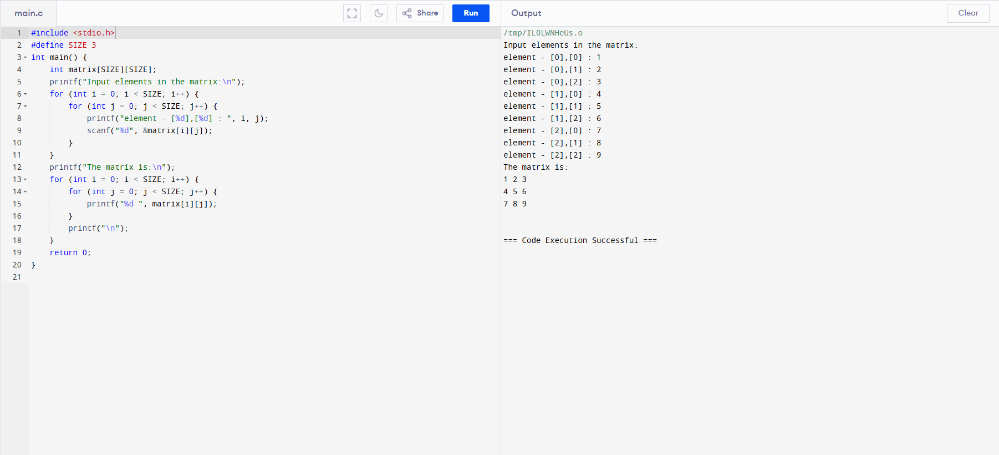 main.c
Share
Run
Output
Clear
1 #include <stdio.h>
2 #define SIZE 3
3 int main() {
4     int matrix[SIZE][SIZE];
5     printf("Input elements in the matrix:\n");
6     for (int i = 0; i < SIZE; i++) {
7         for (int j = 0; j < SIZE; j++) {
8             printf("element - [%d],[%d] : ", i, j);
9             scanf("%d", &matrix[i][j]);
10         }
11     }
12     printf("The matrix is:\n");
13     for (int i = 0; i < SIZE; i++) {
14         for (int j = 0; j < SIZE; j++) {
15             printf("%d ", matrix[i][j]);
16         }
17         printf("\n");
18     }
19     return 0;
20 }
21
/tmp/ILOLWNHeUs.o
Input elements in the matrix:
element - [0],[0] : 1
element - [0],[1] : 2
element - [0],[2] : 3
element - [1],[0] : 4
element - [1],[1] : 5
element - [1],[2] : 6
element - [2],[0] : 7
element - [2],[1] : 8
element - [2],[2] : 9
The matrix is:
1 2 3
4 5 6
7 8 9
=== Code Execution Successful ===